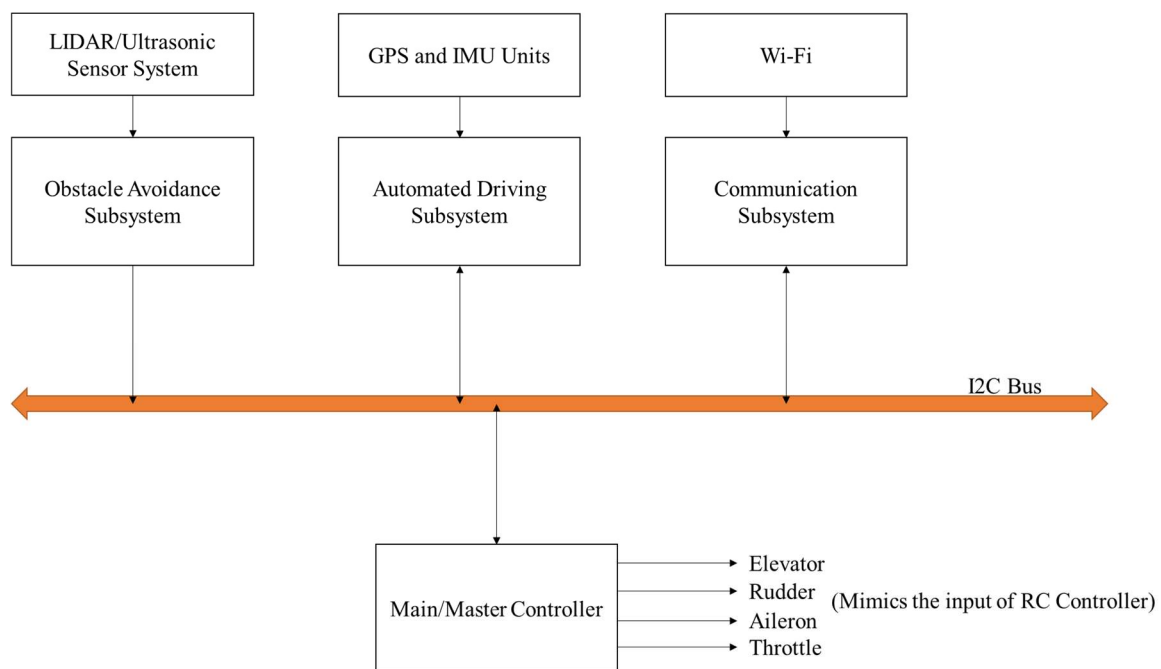 LIDAR/Ultrasonic
Sensor System
GPS and IMU Units
Wi-Fi
Obstacle Avoidance
Subsystem
Automated Driving
Subsystem
Communication
Subsystem
I2C Bus
Main/Master Controller
Elevator
Rudder
Aileron
Throttle
(Mimics the input of RC Controller)